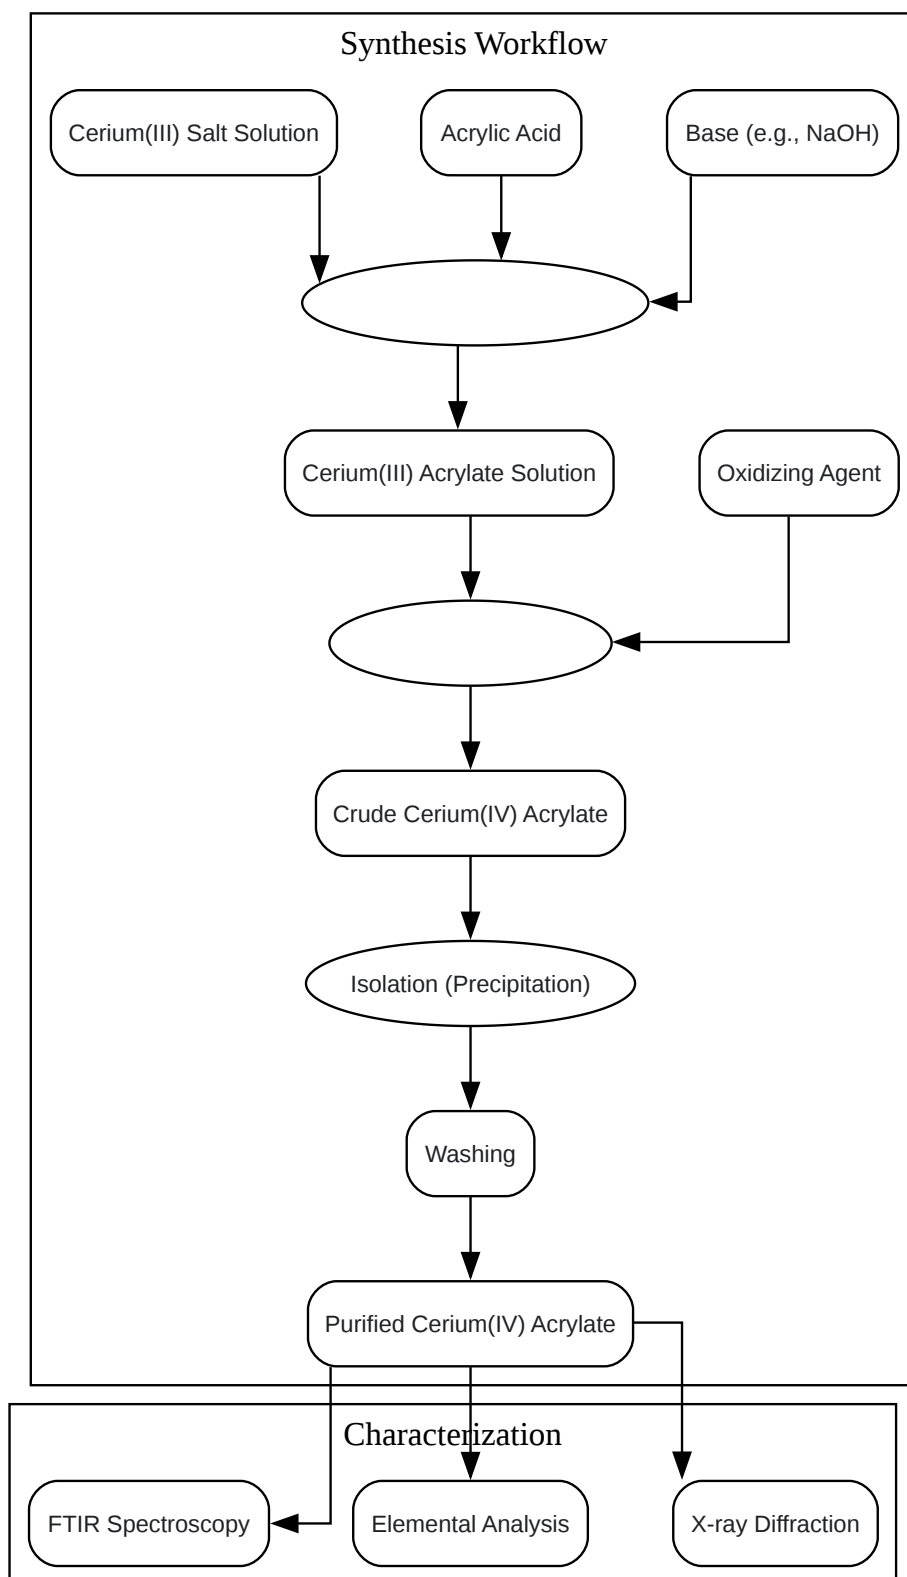 Synthesis Workflow
Cerium(III) Salt Solution
Acrylic Acid
Base (e.g., NaOH)
Cerium(III) Acrylate Solution
Oxidizing Agent
Crude Cerium(IV) Acrylate
Isolation (Precipitation)
Washing
Purified Cerium(IV) Acrylate
Characterization
FTIR Spectroscopy
Elemental Analysis
X-ray Diffraction